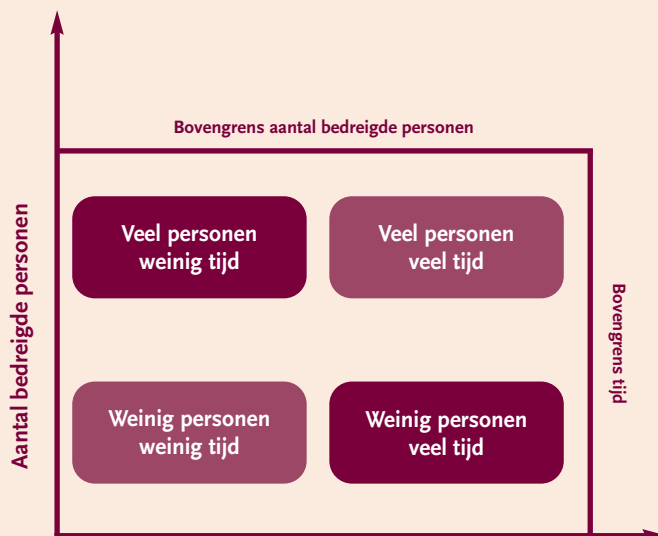 Bovengrens aantal bedreigde personen
Aantal bedreigde personen
Veel personen
weinig tijd
Veel personen
veel tijd
Bovengrens tijd
Weinig personen
weinig tijd
Weinig personen
veel tijd